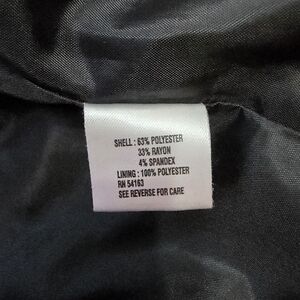 SHELL : 63% POLYESTER
33% RAYON
4% SPANDEX
LINING : 100% POLYESTER
RN 54163
SEE REVERSE FOR CARE